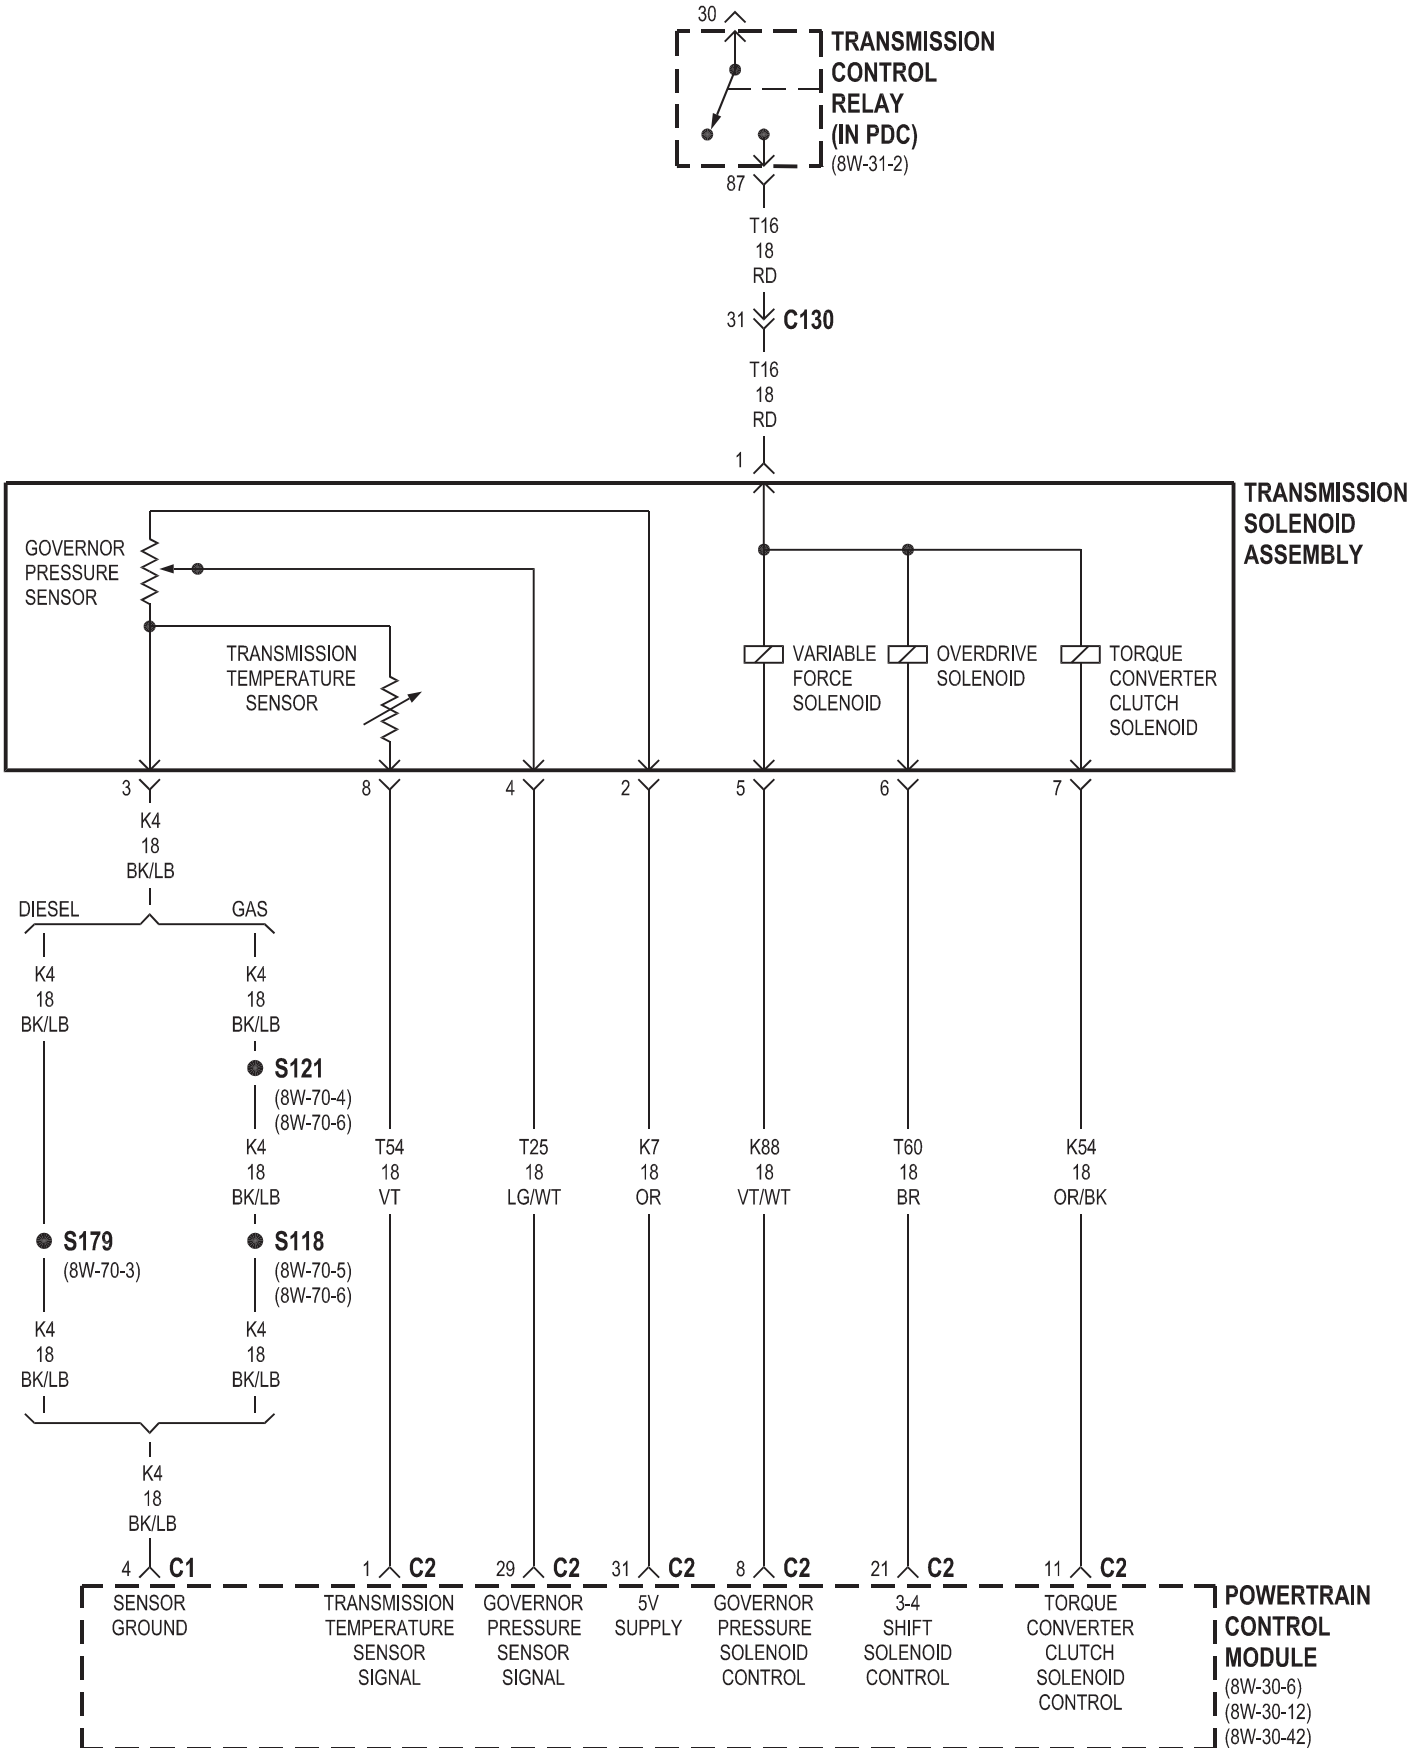 30
TRANSMISSION
CONTROL
RELAY
(IN PDC)
(8W-31-2)
87
T16
18
RD
31 C130
T16
18
RD
1
TRANSMISSION
SOLENOID
ASSEMBLY
GOVERNOR
PRESSURE
SENSOR
TRANSMISSION
TEMPERATURE
SENSOR
VARIABLE
FORCE
SOLENOID
OVERDRIVE
SOLENOID
TORQUE
CONVERTER
CLUTCH
SOLENOID
3 8 4 2 5 6 7
K4
18
BK/LB
DIESEL GAS
K4
18
BK/LB
K4
18
BK/LB
S121
(8W-70-4)
(8W-70-6)
K4
18
BK/LB
T54
18
VT
T25
18
LG/WT
K7
18
OR
K88
18
VT/WT
T60
18
BR
K54
18
OR/BK
S179
(8W-70-3)
S118
(8W-70-5)
(8W-70-6)
K4
18
BK/LB
K4
18
BK/LB
K4
18
BK/LB
4 C1 1 C2 29 C2 31 C2 8 C2 21 C2 11 C2
SENSOR
GROUND
TRANSMISSION
TEMPERATURE
SENSOR
SIGNAL
GOVERNOR
PRESSURE
SENSOR
SIGNAL
5V
SUPPLY
GOVERNOR
PRESSURE
SOLENOID
CONTROL
3-4
SHIFT
SOLENOID
CONTROL
TORQUE
CONVERTER
CLUTCH
SOLENOID
CONTROL
POWERTRAIN
CONTROL
MODULE
(8W-30-6)
(8W-30-12)
(8W-30-42)